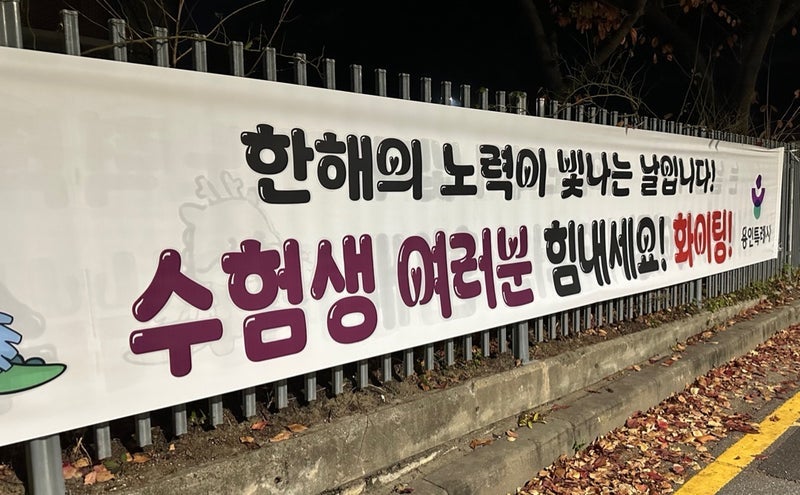 한해의 노력이 빛나는 날입니다!
수험생 여러분 힘내세요! 화이팅!
용인특례시